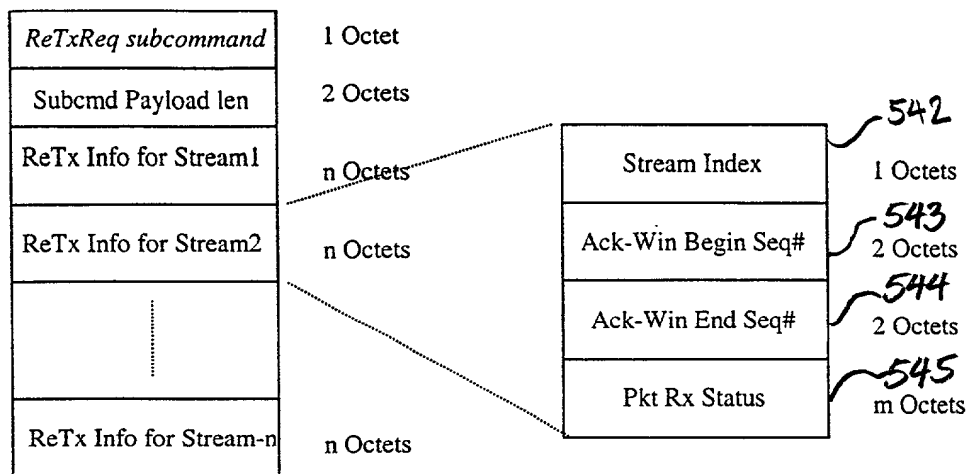 ReTxReq subcommand
1 Octet
Subcmd Payload len
2 Octets
ReTx Info for Stream1
n Octets
ReTx Info for Stream2
n Octets
ReTx Info for Stream-n
n Octets
542
Stream Index
1 Octets
543
Ack-Win Begin Seq#
2 Octets
544
Ack-Win End Seq#
2 Octets
545
Pkt Rx Status
m Octets